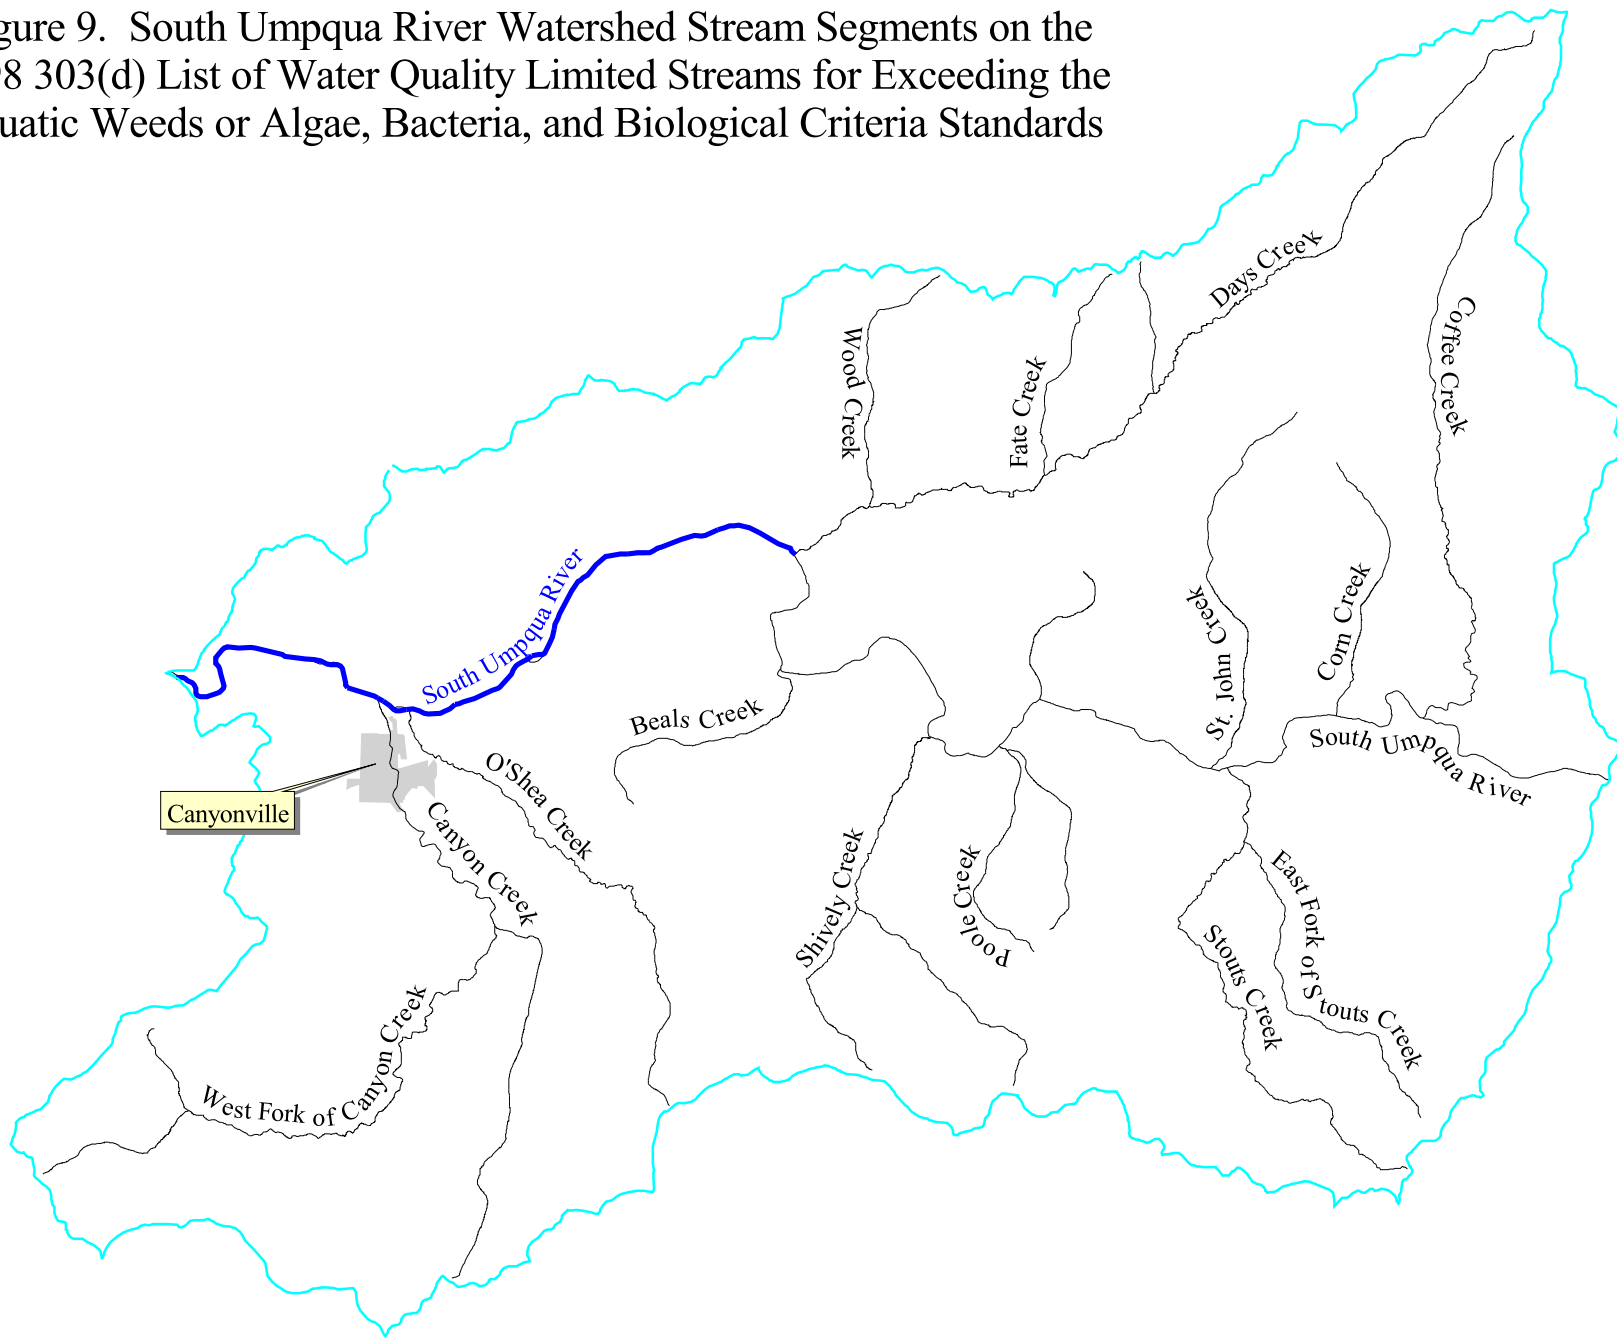 gure 9. South Umpqua River Watershed Stream Segments on the
98 303(d) List of Water Quality Limited Streams for Exceeding the
uatic Weeds or Algae, Bacteria, and Biological Criteria Standards
Days Creek
Coffee Creek
Wood Creek
Fate Creek
South Umpqua River
St. John Creek
Corn Creek
Beals Creek
South Umpqua River
O'Shea Creek
Canyonville
Canyon Creek
Shively Creek
Poole Creek
East Fork of Stouts Creek
Stouts Creek
West Fork of Canyon Creek